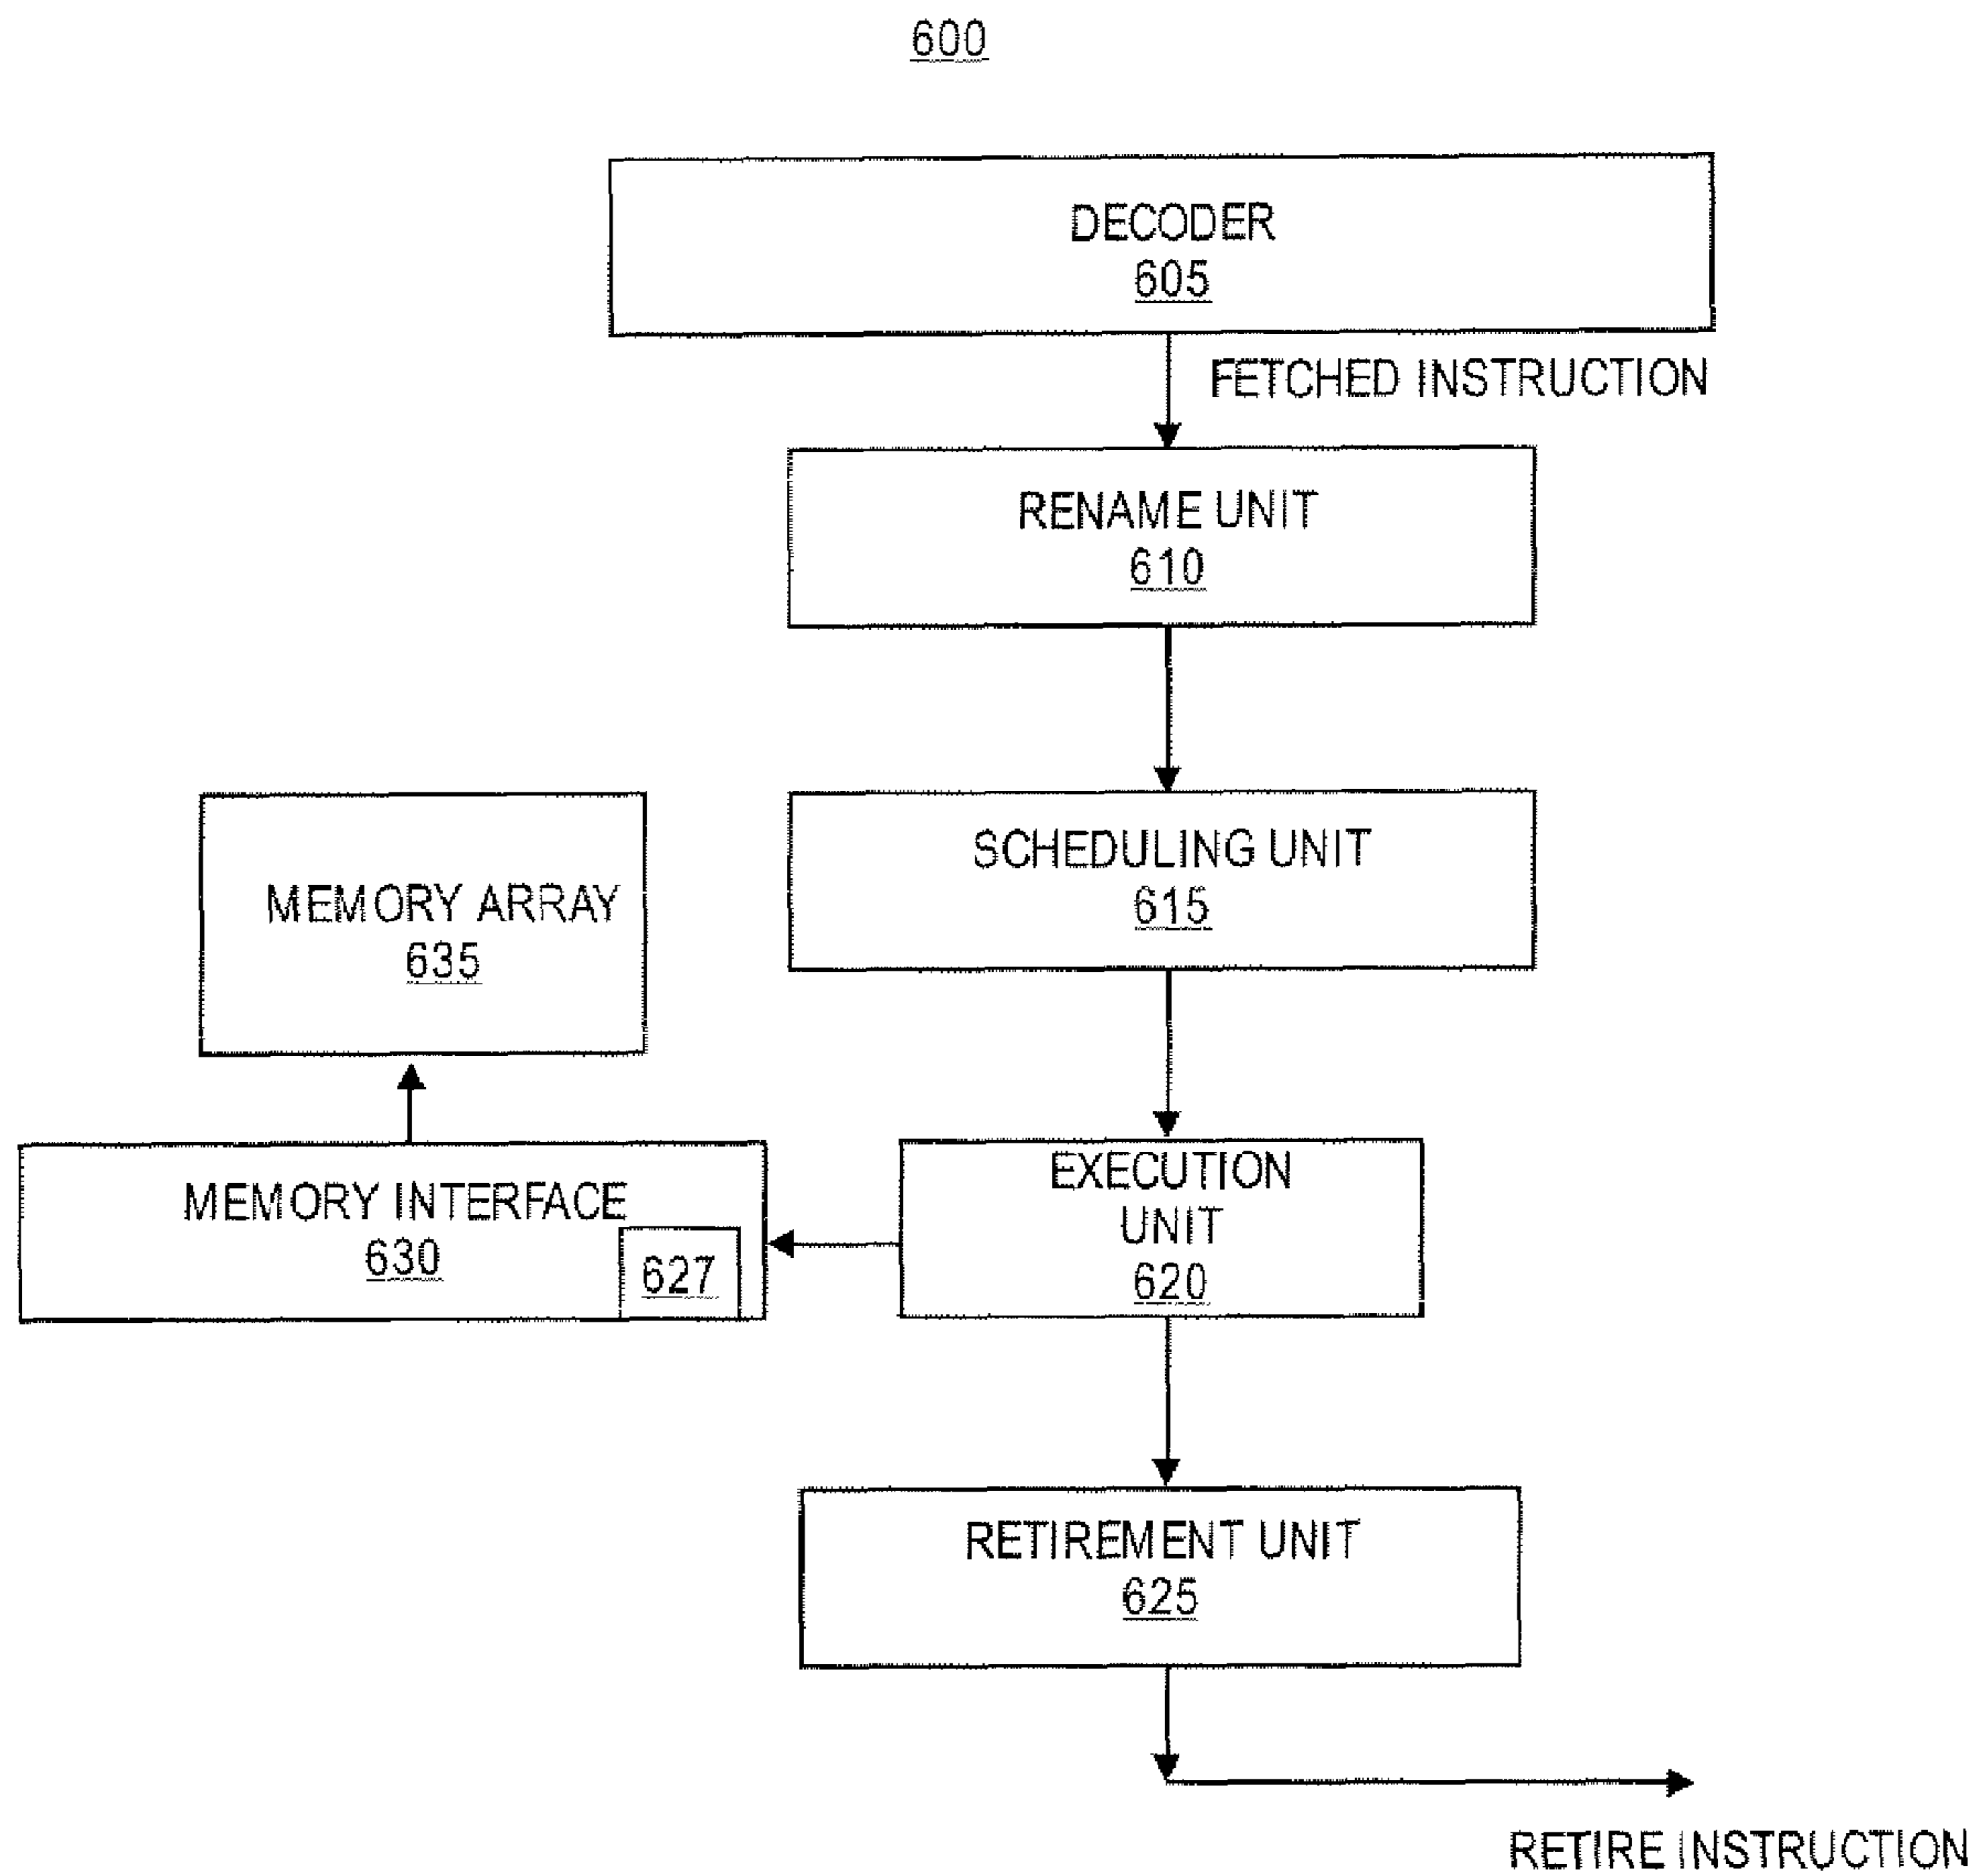 600
DECODER
605
FETCHED INSTRUCTION
RENAME UNIT
610
SCHEDULING UNIT
615
MEMORY ARRAY
635
MEMORY INTERFACE
630
627
EXECUTION
UNIT
620
RETIREMENT UNIT
625
RETIRE INSTRUCTION